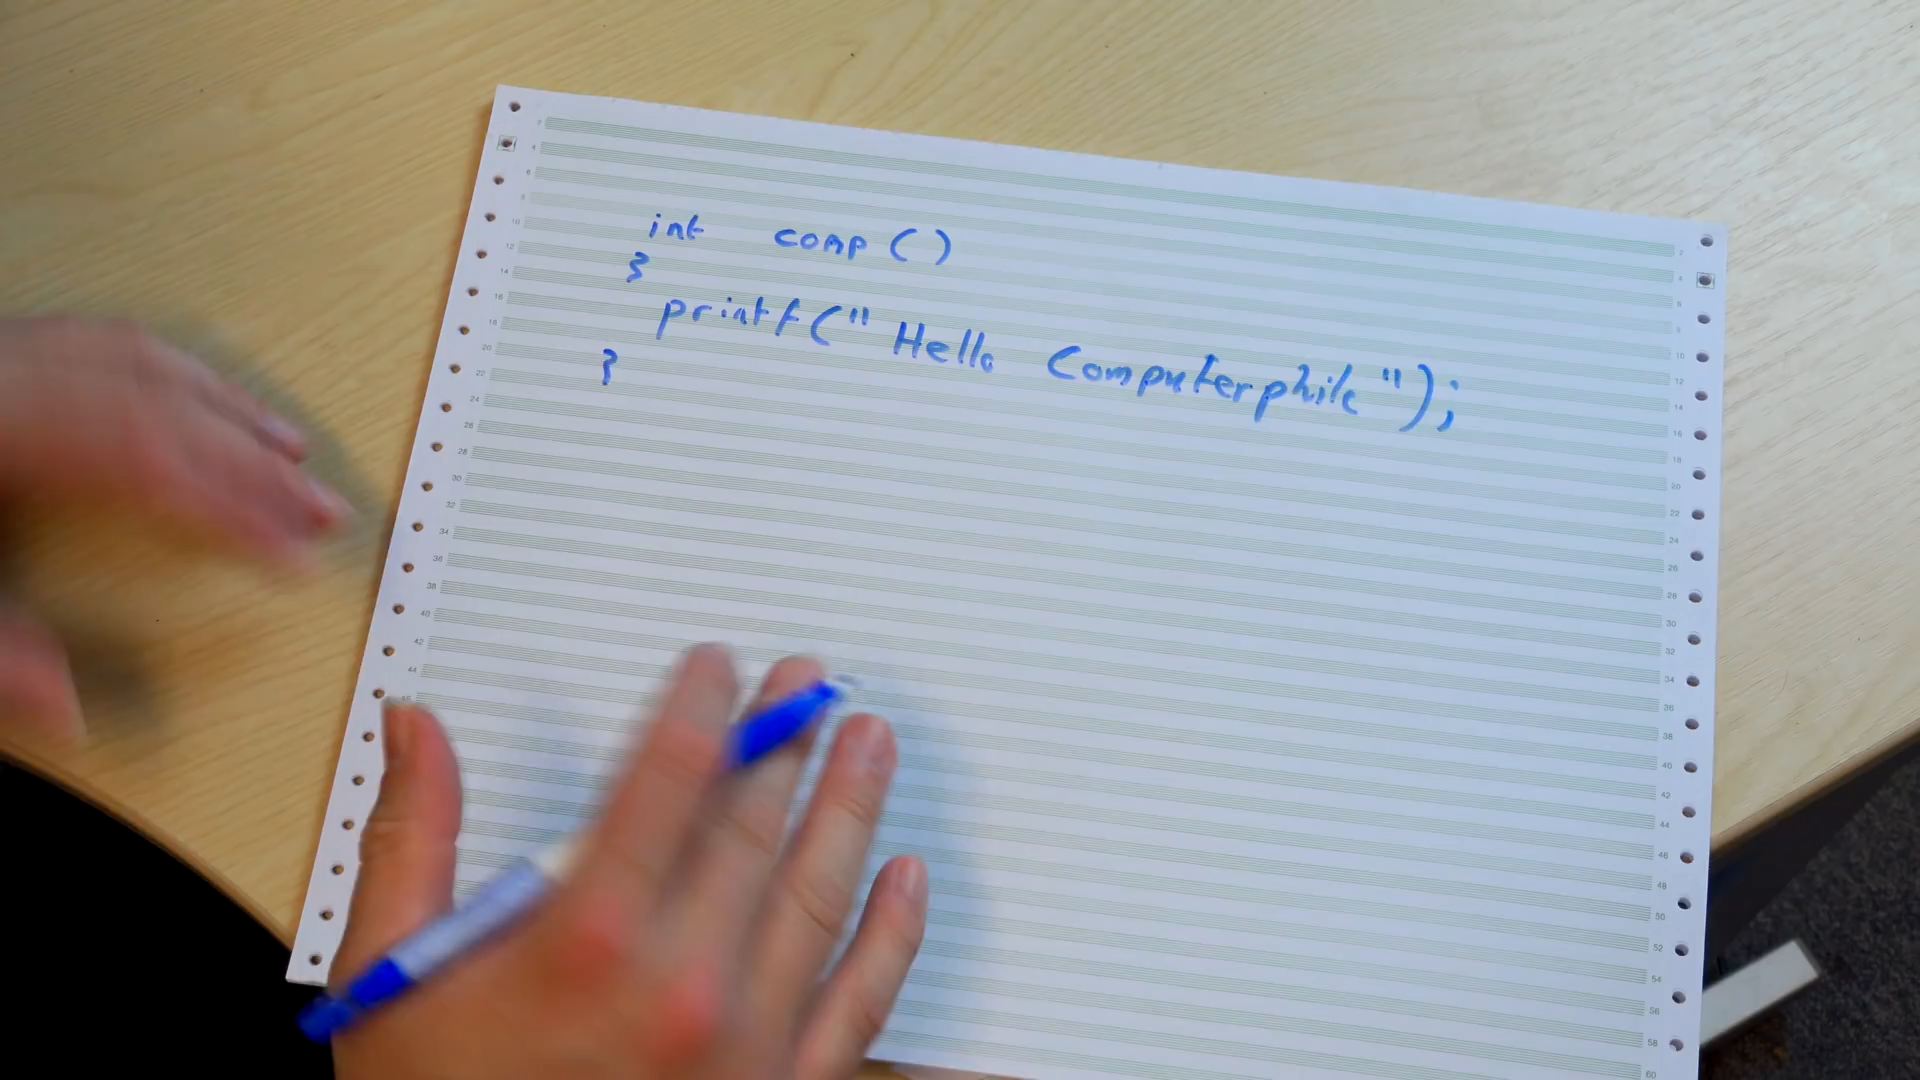 int comp ()
{
printf (" Hello Computerphile ");
}